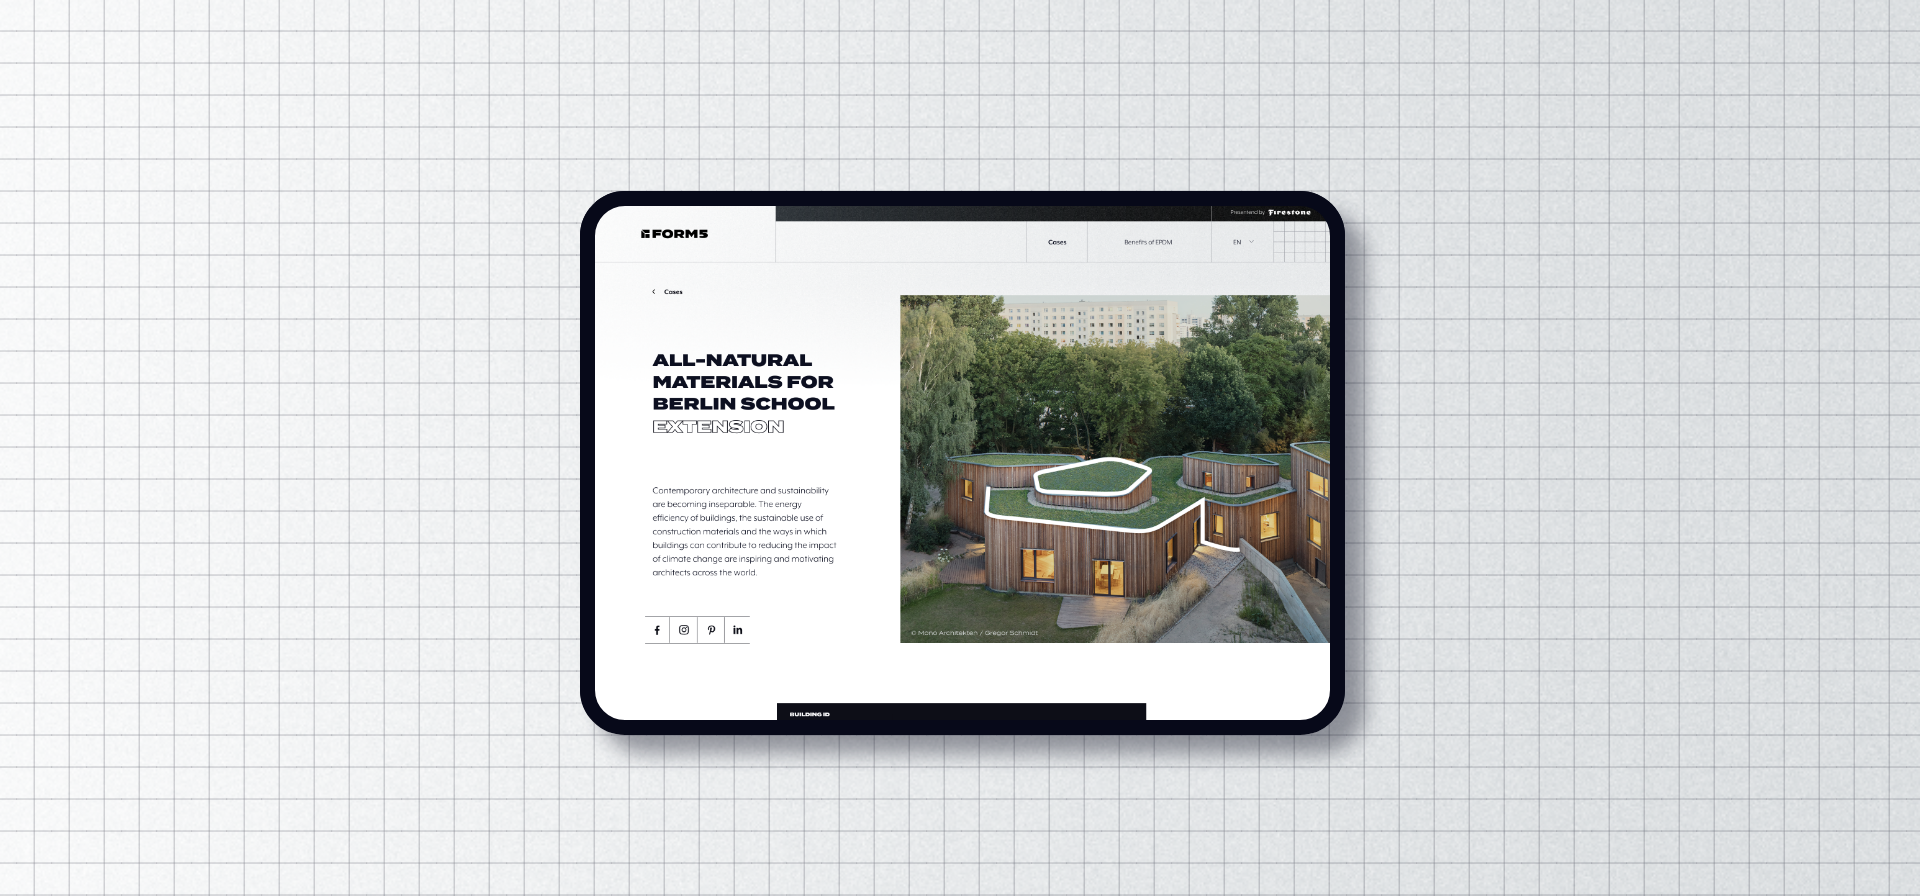 Presentend by Firestone
FORM5
Cases
Benefits of EPDM
EN
Cases
ALL-NATURAL
MATERIALS FOR
BERLIN SCHOOL
EXTENSION
Contemporary architecture and sustainability
are becoming inseparable. The energy
efficiency of buildings, the sustainable use of
construction materials and the ways in which
buildings can contribute to reducing the impact
of climate change are inspiring and motivating
architects across the world.
© Mono Architekten / Gregor Schmidt
BUILDING ID